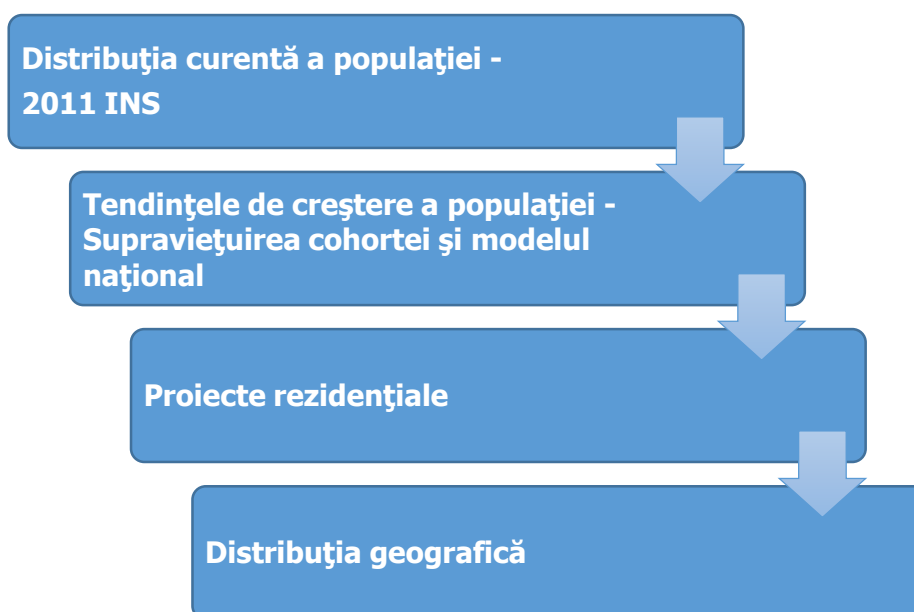 Distribuţia curentă a populaţiei -
2011 INS
Tendinţele de creştere a populaţiei -
Supravieţuirea cohortei şi modelul
naţional
Proiecte rezidenţiale
Distribuţia geografică